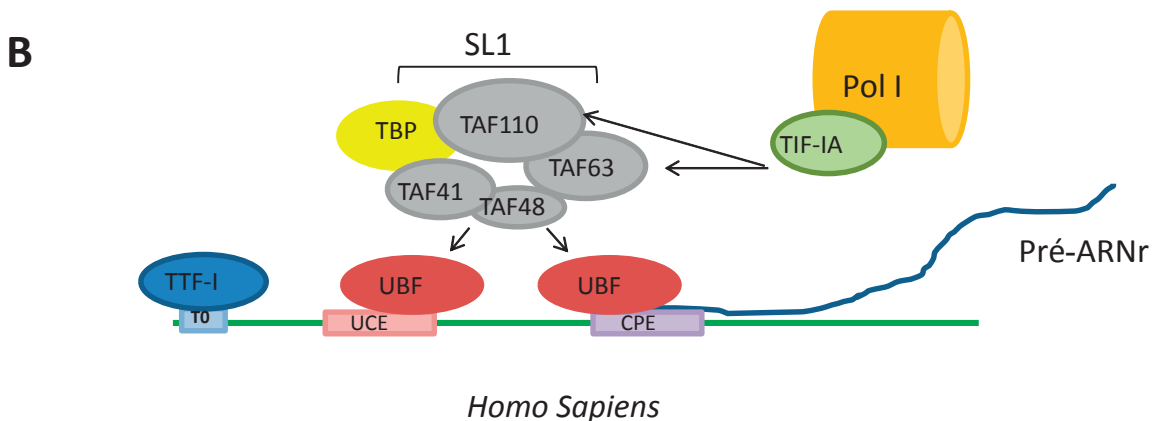 B
SL1
Pol I
TBP
TAF110
TIF-IA
TAF63
TAF41
TAF48
Pré-ARNr
TTF-I
UBF
UBF
T0
UCE
CPE
Homo Sapiens